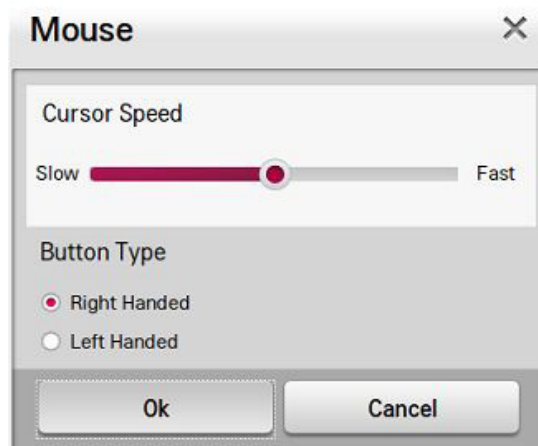 Mouse
Cursor Speed
Slow Fast
Button Type
Right Handed
Left Handed
Ok Cancel